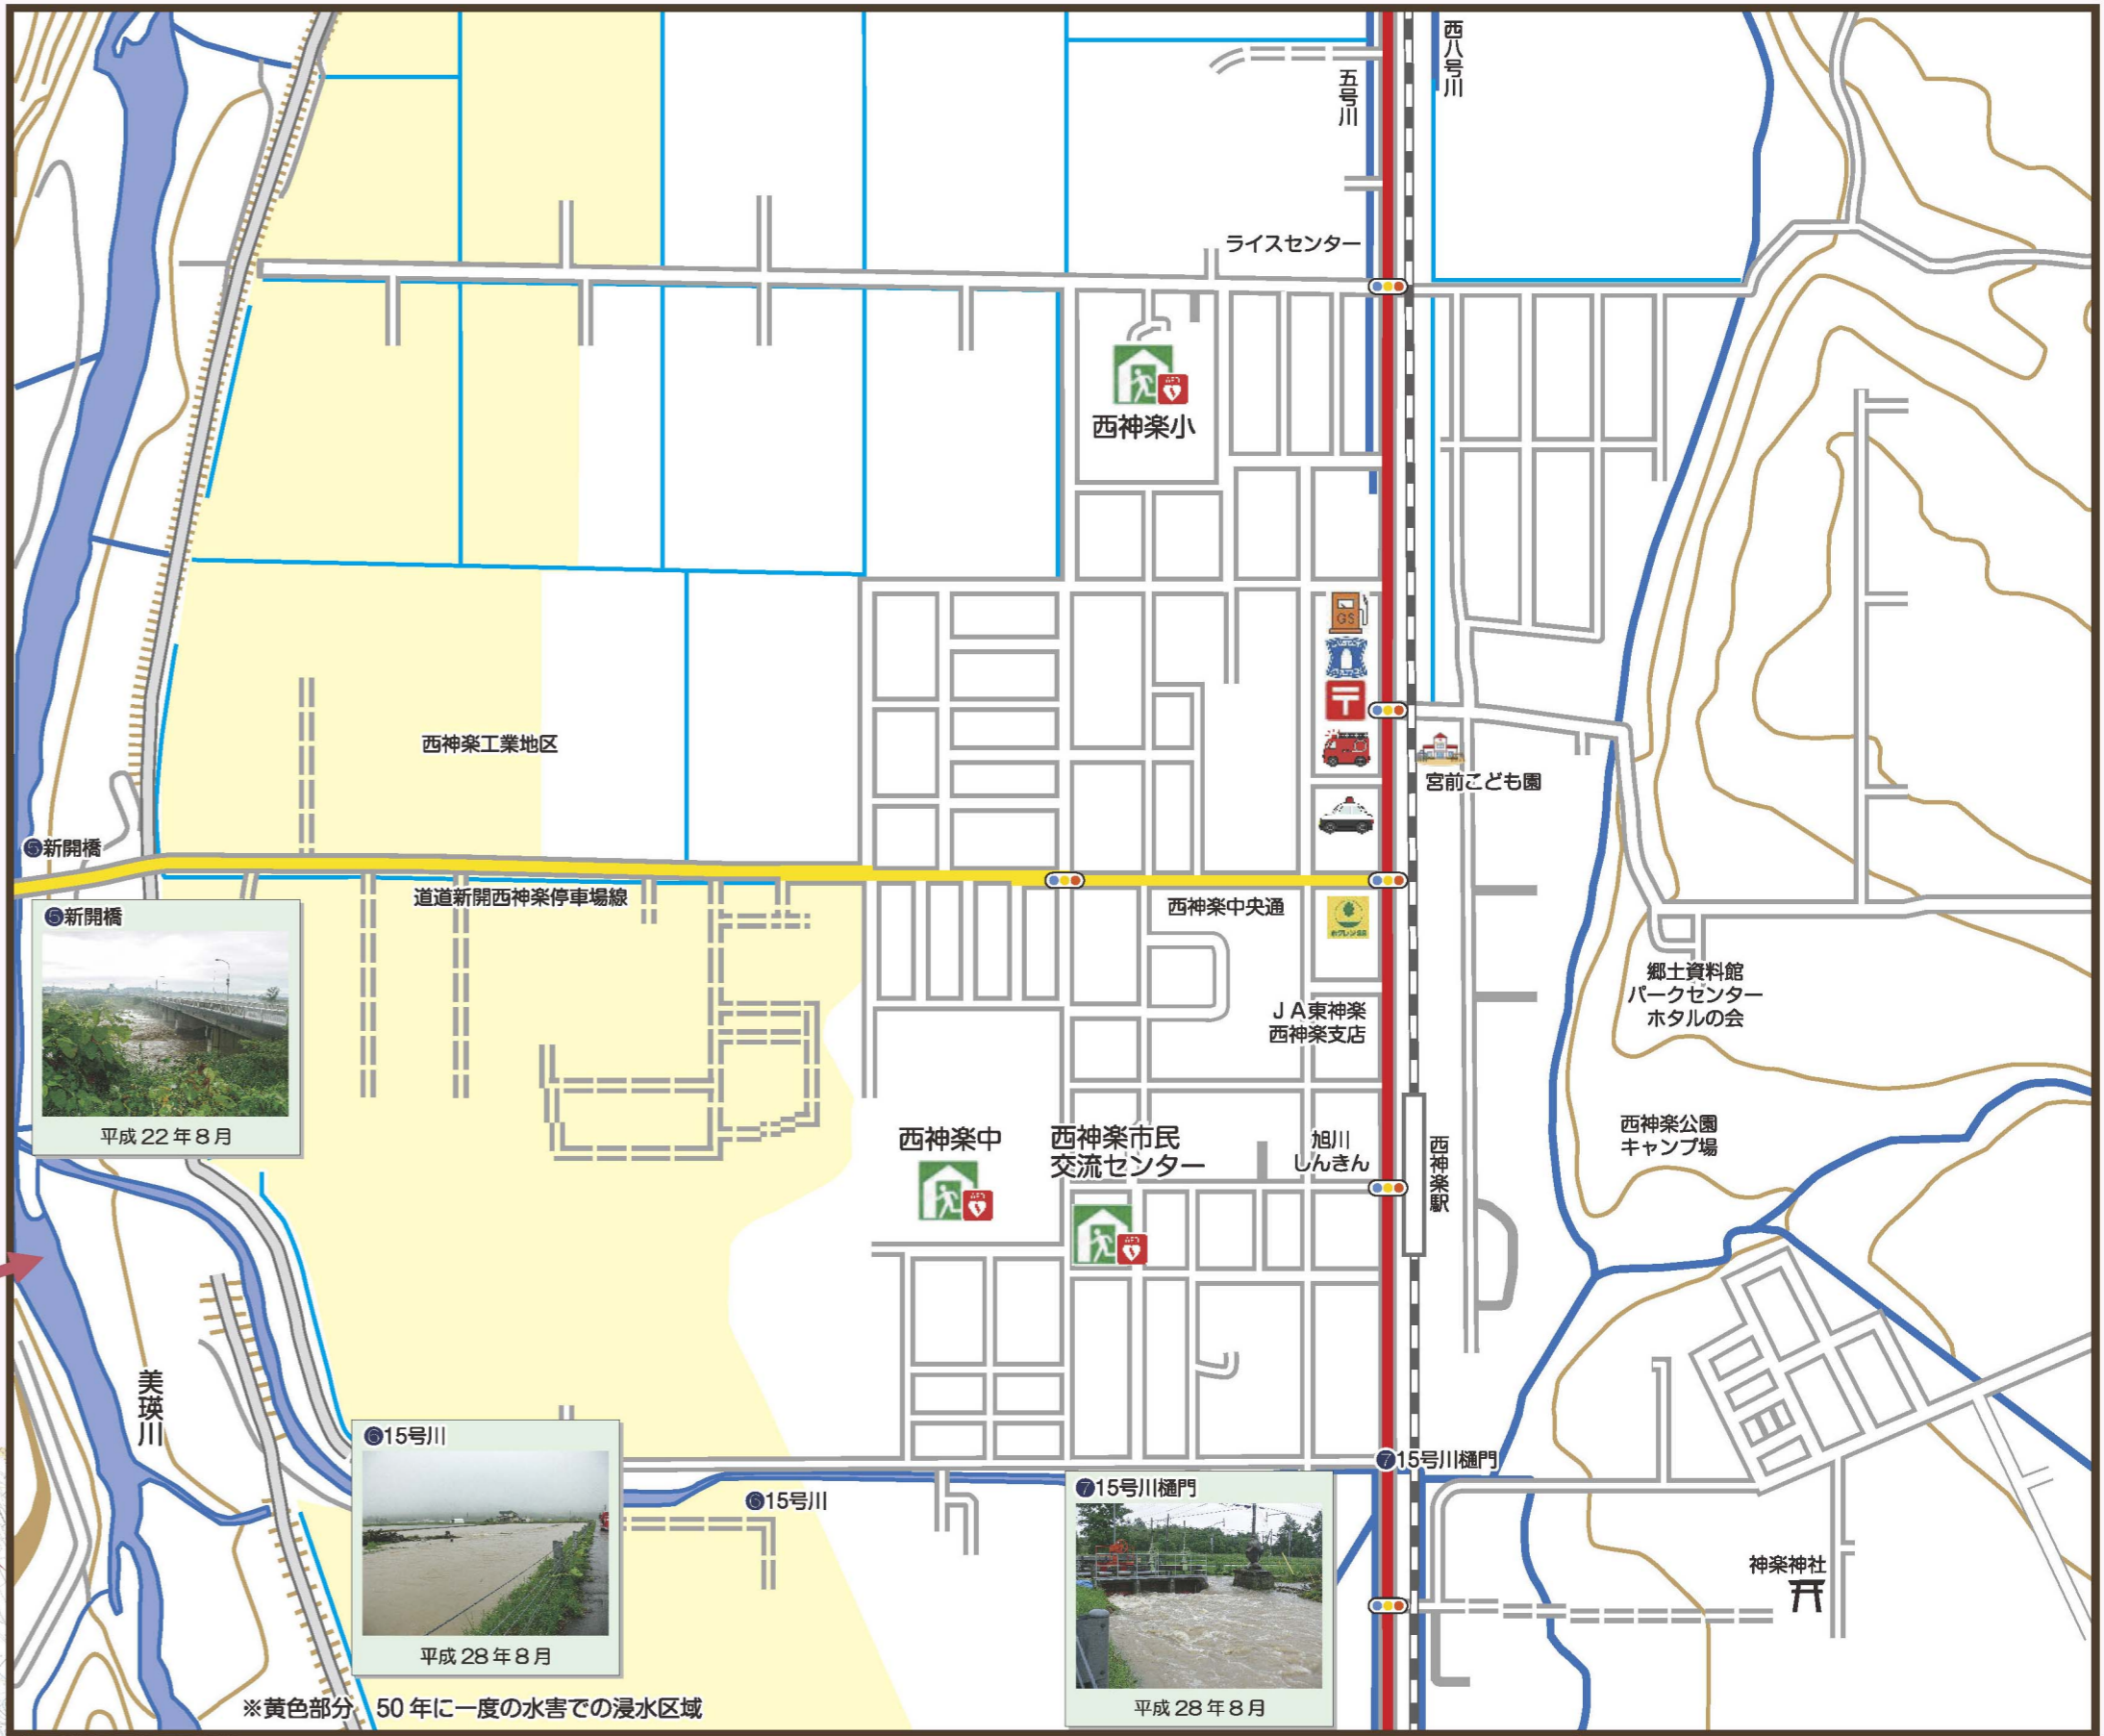 西八号川
五号川
ライスセンター
西神楽小
GS
西神楽工業地区
宮前こども園
❺新開橋
道道新開西神楽停車場線
西神楽中央通
❺新開橋
平成22年8月
郷土資料館
パークセンター
ホタルの会
ＪＡ東神楽
西神楽支店
西神楽公園
キャンプ場
西神楽中
西神楽市民
交流センター
旭川
しんきん
西神楽駅
美瑛川
❻15号川
平成28年8月
❻15号川
❼15号川樋門
❼15号川樋門
平成28年8月
神楽神社
※黄色部分　50年に一度の水害での浸水区域